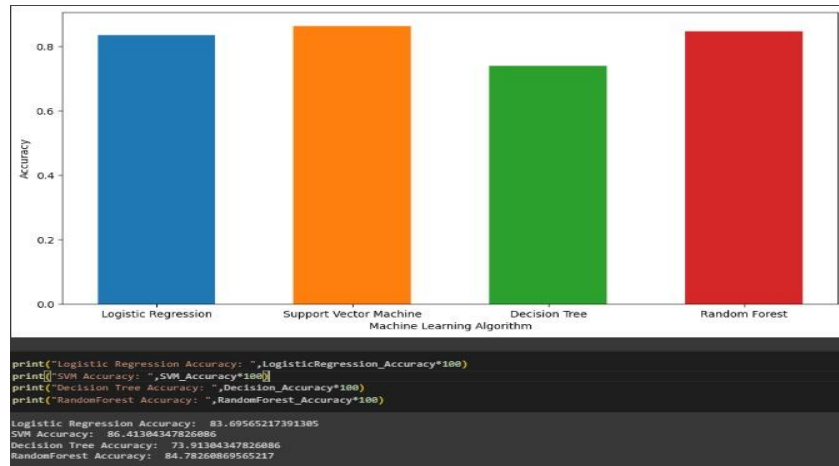 0.8
0.6
0.4
0.2
0.0
Accuracy
Logistic Regression Support Vector Machine Decision Tree Random Forest
Machine Learning Algorithm
print("Logistic Regression Accuracy: ",LogisticRegression_Accuracy*100)
print("SVM Accuracy: ",SVM_Accuracy*100)
print("Decision Tree Accuracy: ",Decision_Accuracy*100)
print("RandomForest Accuracy: ",RandomForest_Accuracy*100)
Logistic Regression Accuracy:  83.69565217391305
SVM Accuracy:  86.41304347826086
Decision Tree Accuracy:  73.91304347826086
RandomForest Accuracy:  84.78260869565217